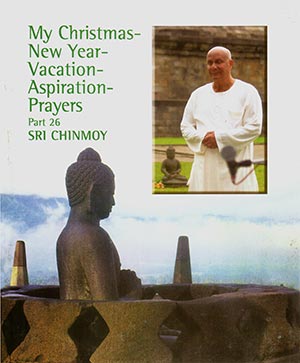 My Christmas-
New Year-
Vacation-
Aspiration-
Prayers
Part 26
SRI CHINMOY